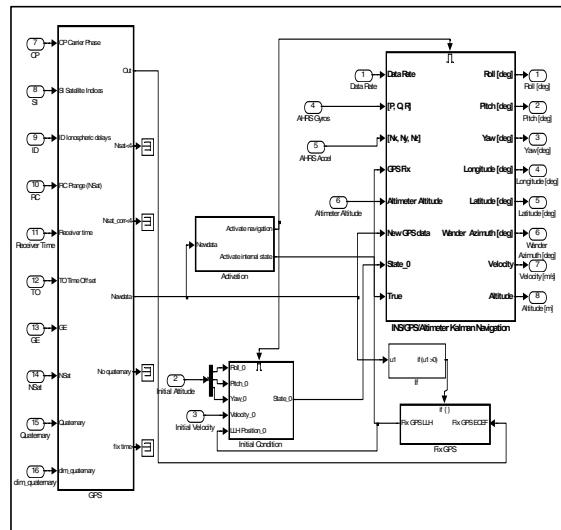 7
CP
8
SI
9
ID
10
RC
11
Receiver Time
12
TO
13
GE
14
NSat
15
Quaternary
16
dim_quaternary
CP Carrier Phase
SI Satellite Indices
ID Ionospheric delays
RC Prange (NSat)
Receiver time
TO Time Offset
GE
NSat
Quaternary
dim_quaternary
Out
Nsat<4
Nsat_corr<4
Newdata
No quaternary
fix time
GPS
Newdata
Activate navigation
Activate internal state
Activation
2
Initial Attitude
3
Initial Velocity
Roll_0
Pitch_0
Yaw_0
Velocity_0
LLH Position_0
State_0
Initial Condition
1
Data Rate
4
AHRS Gyros
5
AHRS Accel
6
Altimeter Altitude
Data Rate
[P, Q, R]
[Nx, Ny, Nz]
GPS Fix
Altimeter Altitude
New GPS data
State_0
True
Roll [deg]
Pitch [deg]
Yaw [deg]
Longitude [deg]
Latitude [deg]
Wander Azimuth [deg]
Velocity
Altitude
INS/GPS/Altimeter Kalman Navigation
1
Roll [deg]
2
Pitch [deg]
3
Yaw [deg]
4
Longitude [deg]
5
Latitude [deg]
6
Wander
Azimuth [deg]
7
Velocity [m/s]
8
Altitude [m]
u1
if(u1 >0)
If
If { }
Fix GPS LLH
Fix GPS ECEF
Fix GPS